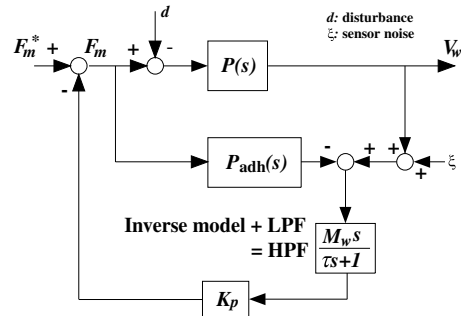 d
d: disturbance
ξ: sensor noise
F_m^* + F_m + - P(s) V_w
-
P_adh(s) - + + + ξ
Inverse model + LPF
= HPF
M_w s
τs+1
K_p